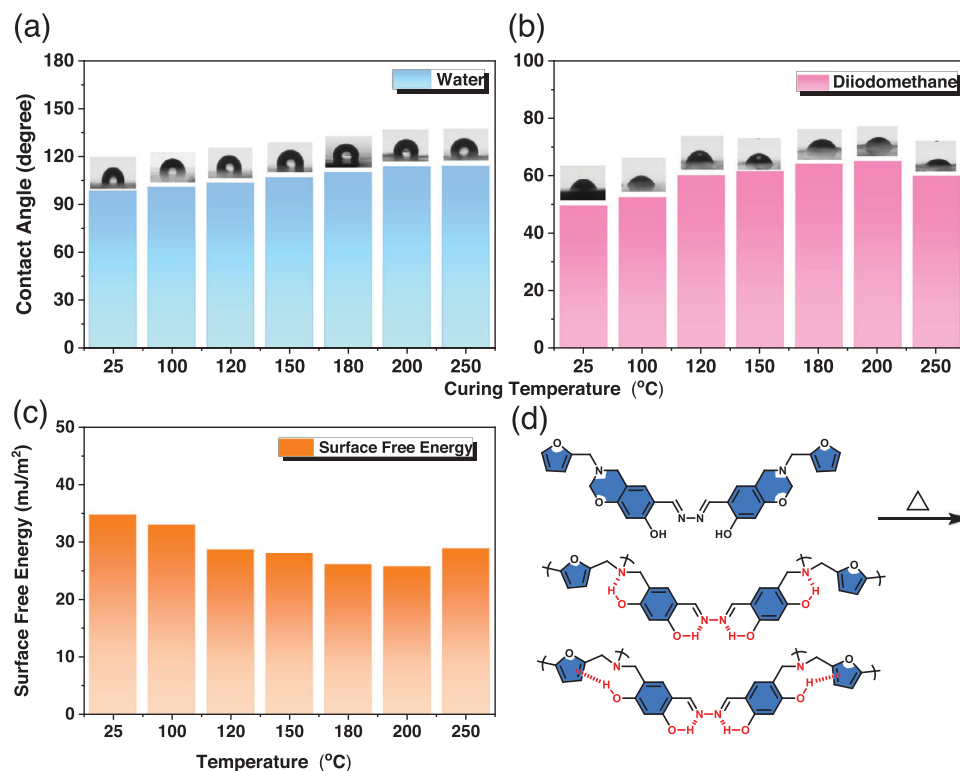 (a)
Contact Angle (degree)
180
150
120
90
60
30
0
Water
25 100 120 150 180 200 250
(b)
100
80
60
40
20
0
Diiodomethane
25 100 120 150 180 200 250
Curing Temperature (°C)
(c)
Surface Free Energy (mJ/m²)
50
40
30
20
10
0
Surface Free Energy
25 100 120 150 180 200 250
Temperature (°C)
(d)
O O
N N
O O
N N
OH HO
△
O N N O
H H
O N N O
O H H O
O N N O
H H
O N N O
O H H O